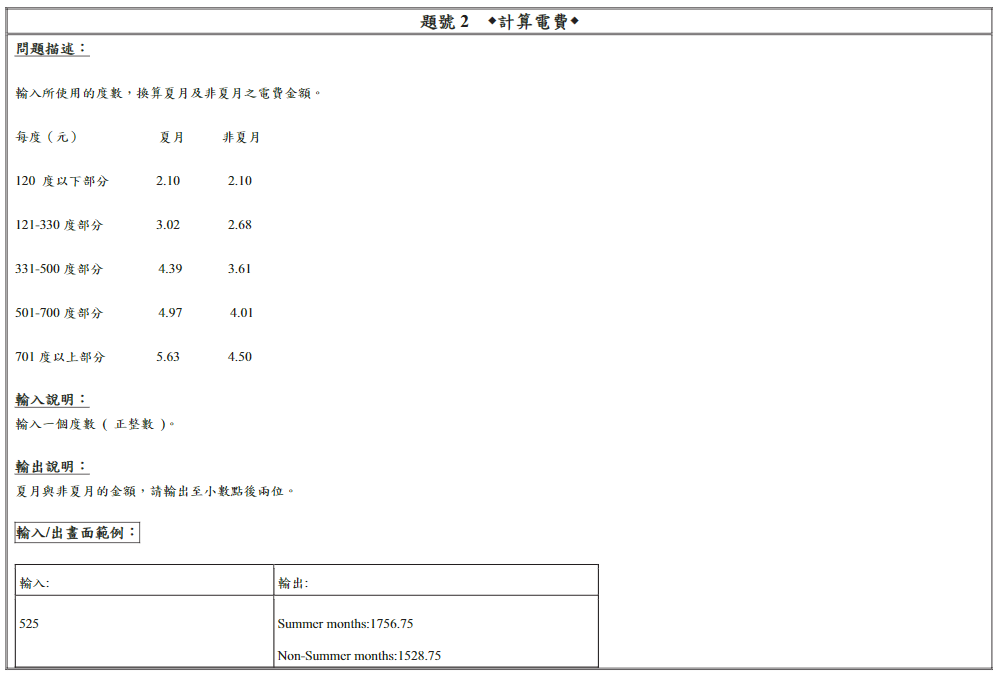 題號 2 ◆計算電費◆
問題描述：
輸入所使用的度數，換算夏月及非夏月之電費金額。
每度（元） 夏月 非夏月
120 度以下部分 2.10 2.10
121-330 度部分 3.02 2.68
331-500 度部分 4.39 3.61
501-700 度部分 4.97 4.01
701 度以上部分 5.63 4.50
輸入說明：
輸入一個度數 ( 正整數 )。
輸出說明：
夏月與非夏月的金額，請輸出至小數點後兩位。
輸入/出畫面範例：
輸入: 輸出:
525 Summer months:1756.75
Non-Summer months:1528.75